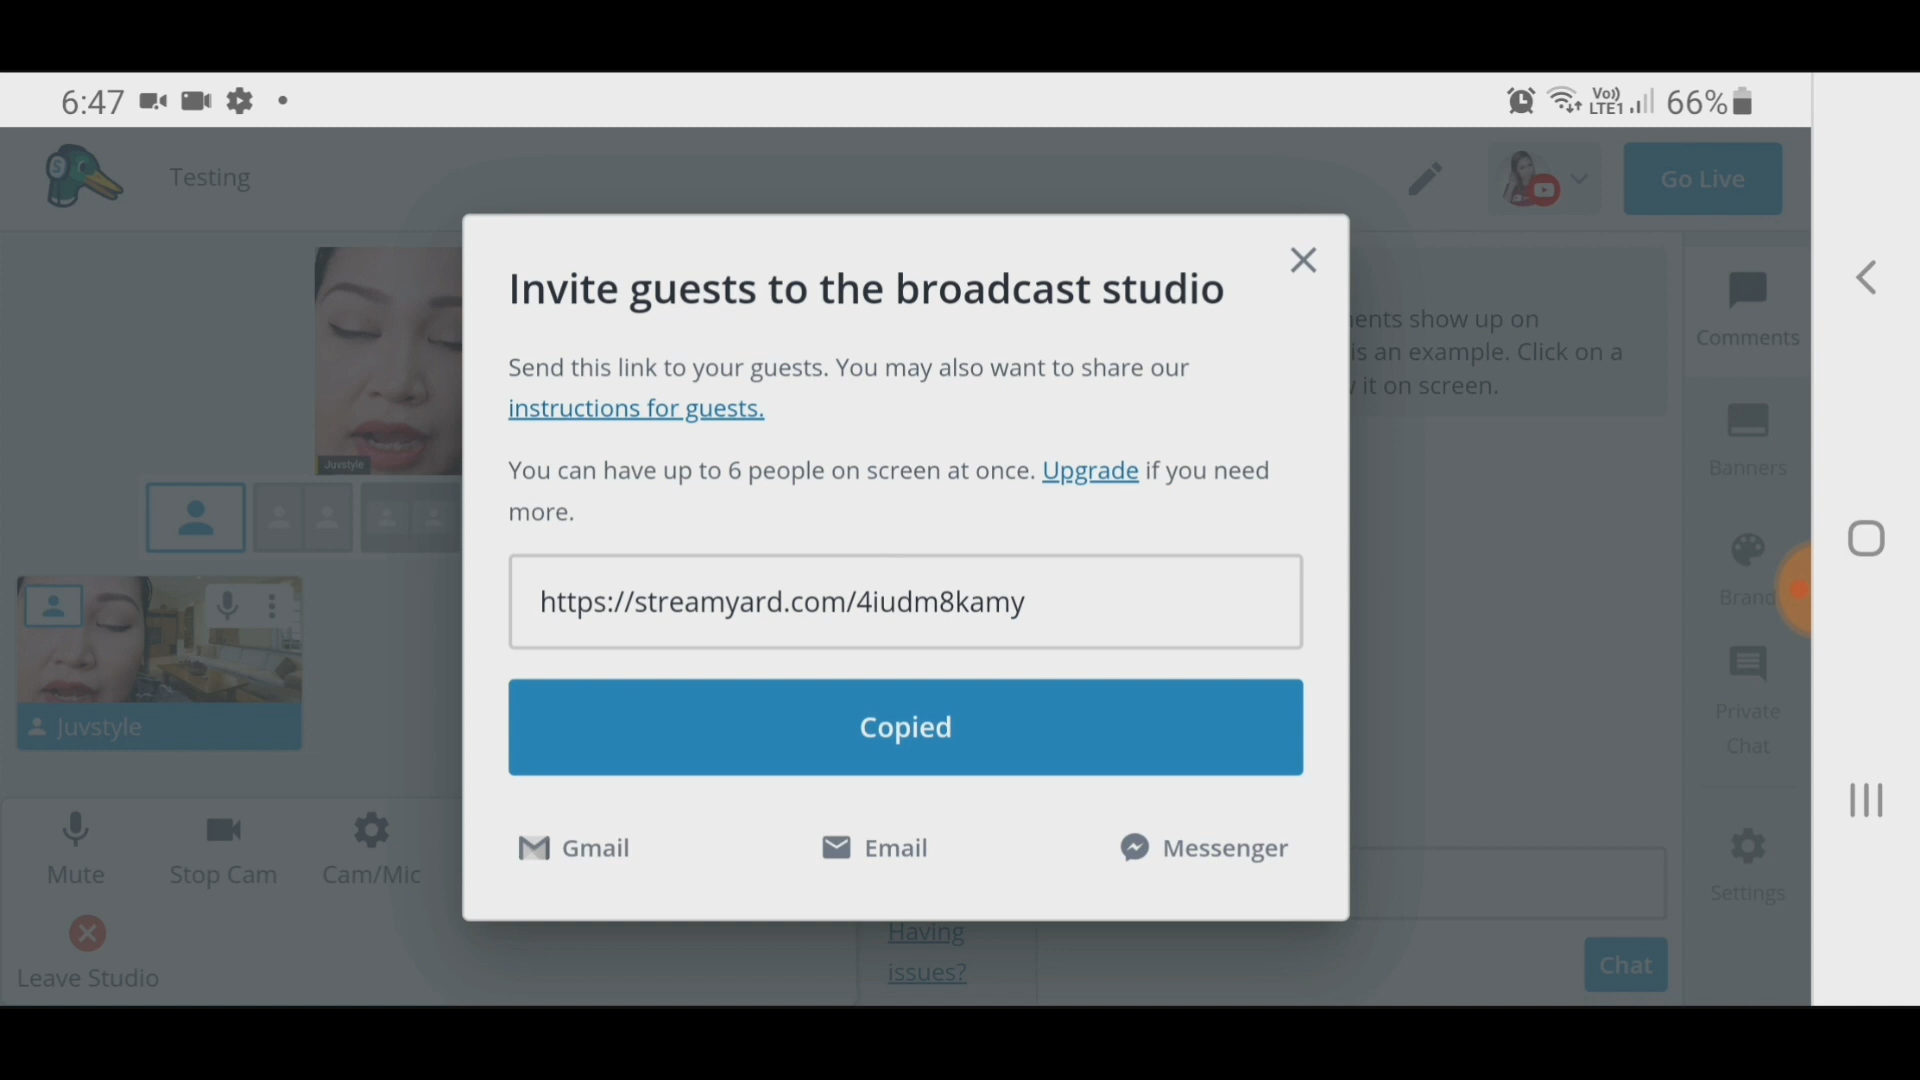 6:47
Vo))
LTE1
66%
Testing
Go Live
Invite guests to the broadcast studio
Send this link to your guests. You may also want to share our
instructions for guests.
You can have up to 6 people on screen at once. Upgrade if you need
more.
https://streamyard.com/4iudm8kamy
Copied
Gmail
Email
Messenger
show up on
is an example. Click on a
it on screen.
Comments
Banners
Brand
Private
Chat
Settings
Juvstyle
Juvstyle
Mute
Stop Cam
Cam/Mic
Leave Studio
Having
issues?
Chat